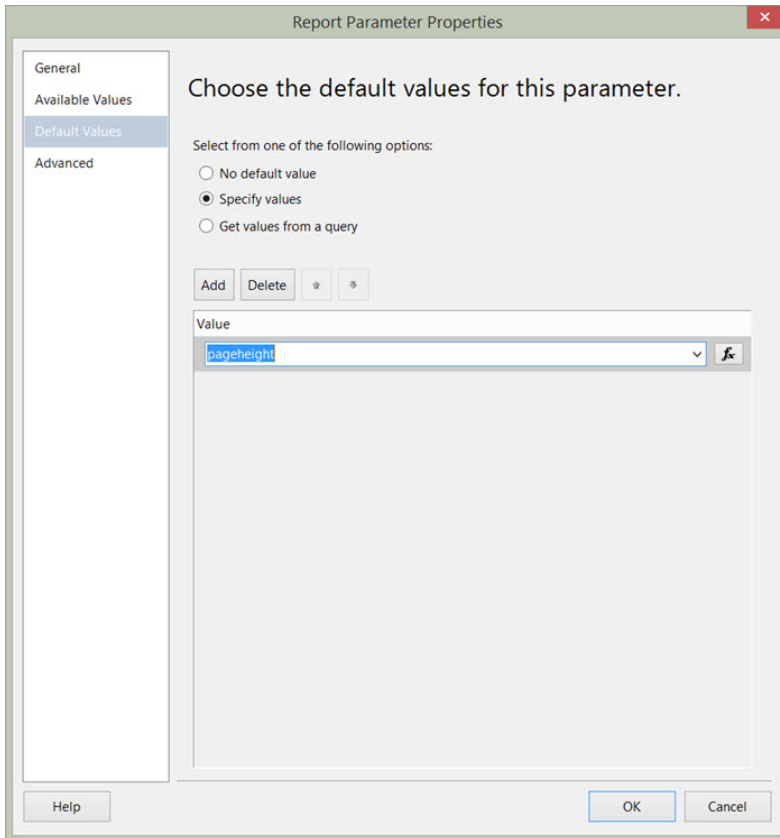 Report Parameter Properties
General
Available Values
Default Values
Advanced
Choose the default values for this parameter.
Select from one of the following options:
No default value
Specify values
Get values from a query
Add Delete
Value
pageheight
fx
Help OK Cancel